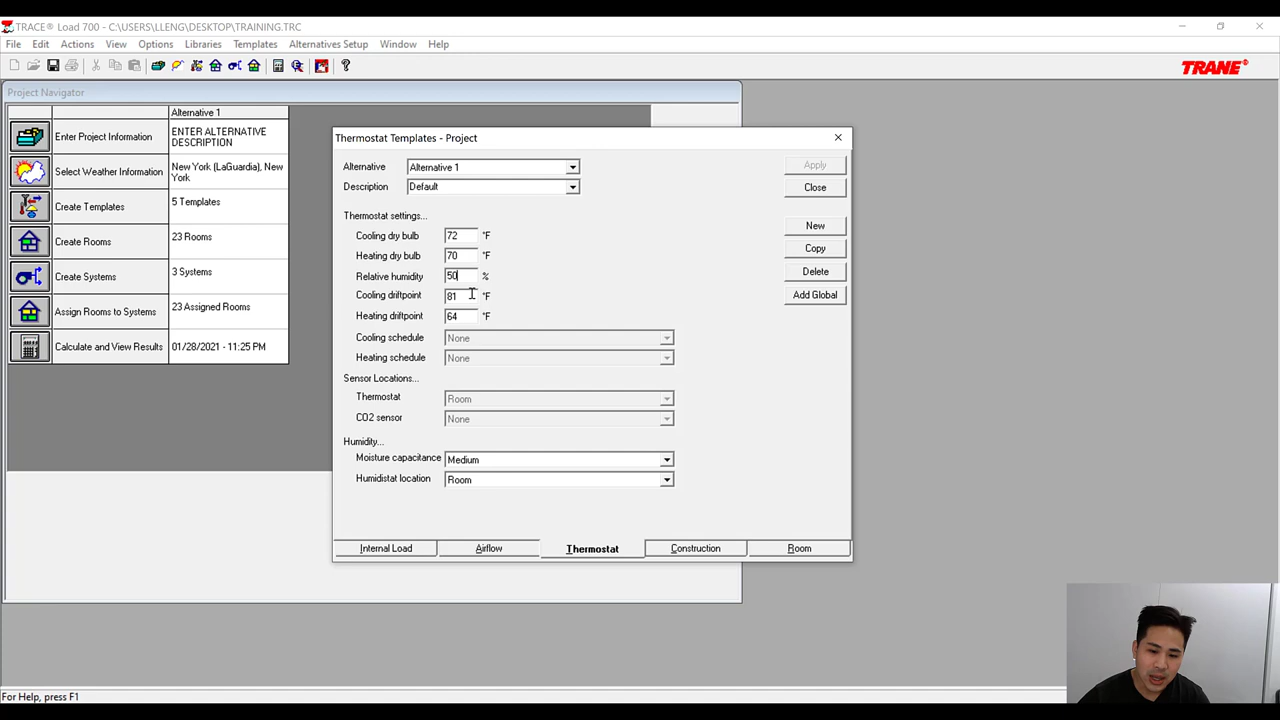 TRACE® Load 700 - C:\USERS\LLENG\DESKTOP\TRAINING.TRC
File Edit Actions View Options Libraries Templates Alternatives Setup Window Help
TRANE®
Project Navigator
Alternative 1
Enter Project Information
ENTER ALTERNATIVE
DESCRIPTION
Select Weather Information
New York (LaGuardia), New
York
Create Templates
5 Templates
Create Rooms
23 Rooms
Create Systems
3 Systems
Assign Rooms to Systems
23 Assigned Rooms
Calculate and View Results
01/28/2021 - 11:25 PM
Thermostat Templates - Project
Alternative Alternative 1
Description Default
Apply
Close
New
Copy
Delete
Add Global
Thermostat settings...
Cooling dry bulb 72 °F
Heating dry bulb 70 °F
Relative humidity 50 %
Cooling driftpoint 81 °F
Heating driftpoint 64 °F
Cooling schedule None
Heating schedule None
Sensor Locations...
Thermostat Room
CO2 sensor None
Humidity...
Moisture capacitance Medium
Humidistat location Room
Internal Load Airflow Thermostat Construction Room
For Help, press F1